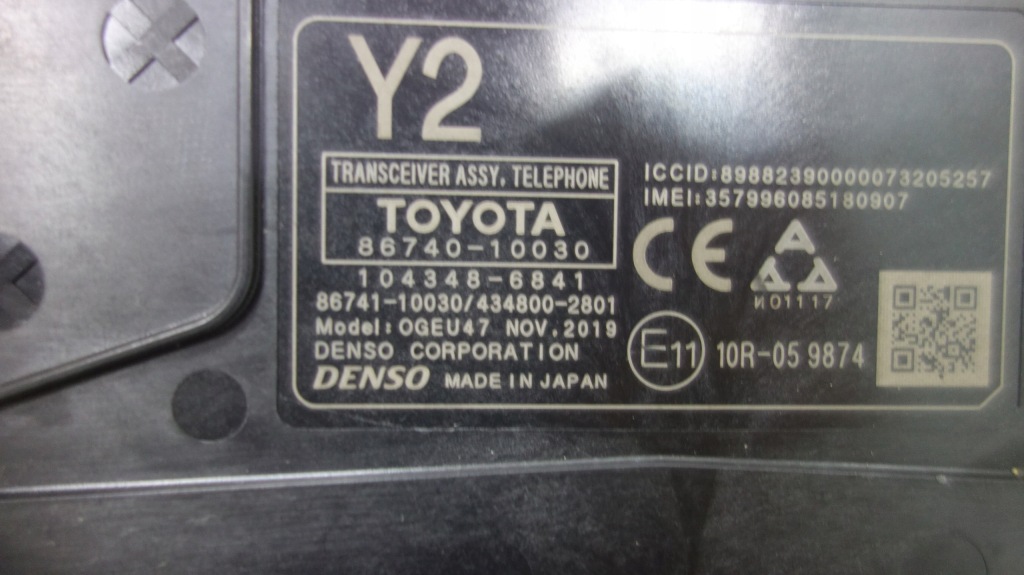 Y2
TRANSCEIVER ASSY, TELEPHONE
TOYOTA
86740-10030
104348-6841
86741-10030/434800-2801
Model: OGEU47 NOV, 2019
DENSO CORPORATION
DENSO MADE IN JAPAN
ICCID:89882390000073205257
IMEI:357996085180907
CE
И01117
E11 10R-05 9874